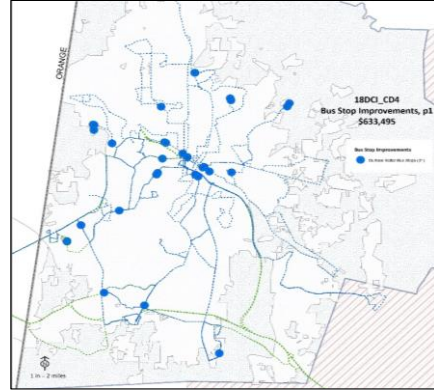 ORANGE
18DCI_CD4
Bus Stop Improvements, p1
$633,495
Bus Stop Improvements
1 in - 2 miles